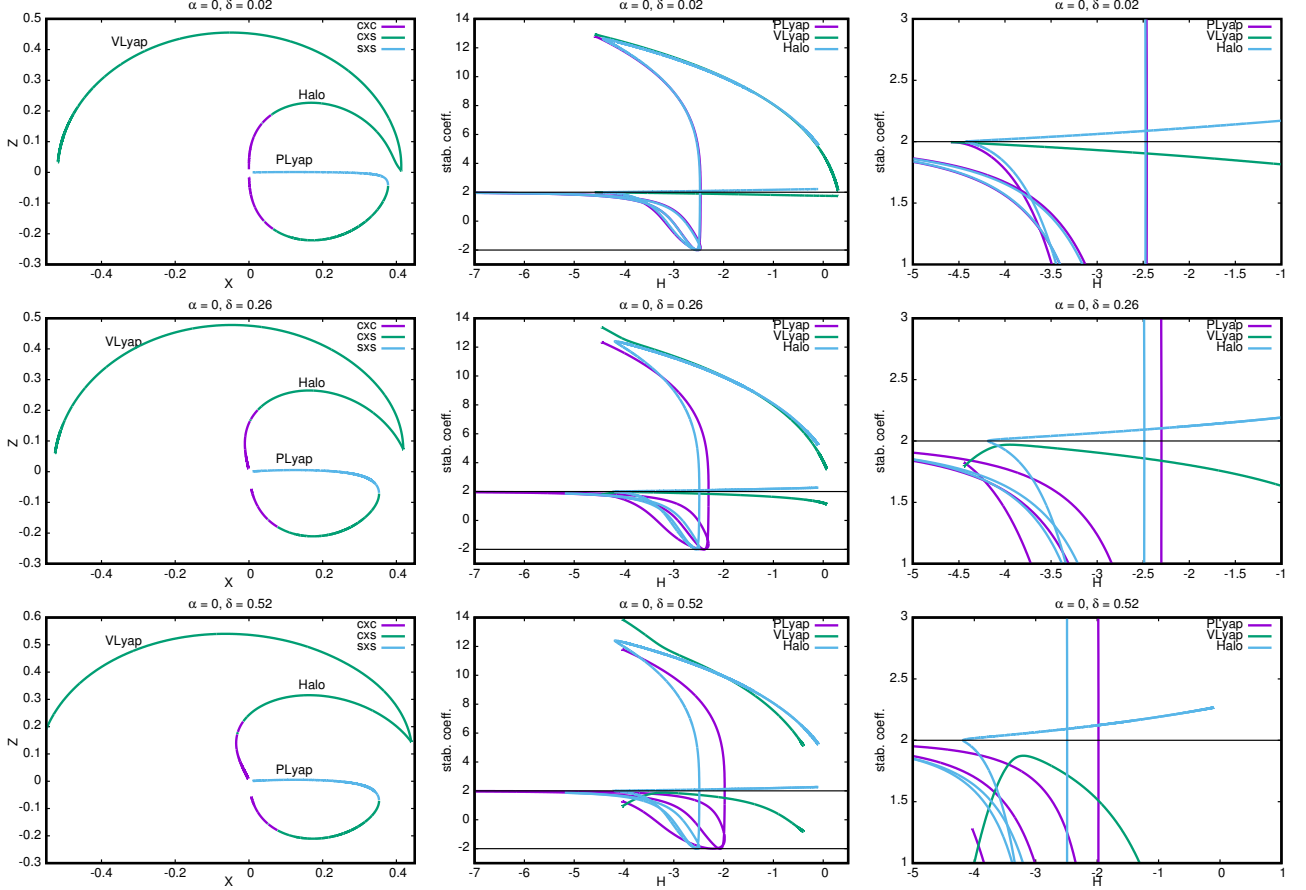 α = 0, δ = 0.02
0.5
0.4
0.3
0.2
0.1
0
-0.1
-0.2
-0.3
Z
-0.4
-0.2
0
0.2
0.4
X
VLyap
Halo
PLyap
cxc
cxs
sxs
α = 0, δ = 0.02
14
12
10
8
6
4
2
0
-2
stab. coeff.
-7
-6
-5
-4
-3
-2
-1
0
H
PLyap
VLyap
Halo
α = 0, δ = 0.02
3
2.5
2
1.5
1
stab. coeff.
-5
-4.5
-4
-3.5
-3
-2.5
-2
-1.5
-1
H
PLyap
VLyap
Halo
α = 0, δ = 0.26
0.5
0.4
0.3
0.2
0.1
0
-0.1
-0.2
-0.3
Z
-0.4
-0.2
0
0.2
0.4
X
VLyap
Halo
PLyap
cxc
cxs
sxs
α = 0, δ = 0.26
14
12
10
8
6
4
2
0
-2
stab. coeff.
-7
-6
-5
-4
-3
-2
-1
0
H
PLyap
VLyap
Halo
α = 0, δ = 0.26
3
2.5
2
1.5
1
stab. coeff.
-5
-4.5
-4
-3.5
-3
-2.5
-2
-1.5
-1
H
PLyap
VLyap
Halo
α = 0, δ = 0.52
0.6
0.5
0.4
0.3
0.2
0.1
0
-0.1
-0.2
-0.3
Z
-0.4
-0.2
0
0.2
0.4
X
VLyap
Halo
PLyap
cxc
cxs
sxs
α = 0, δ = 0.52
14
12
10
8
6
4
2
0
-2
stab. coeff.
-7
-6
-5
-4
-3
-2
-1
0
H
PLyap
VLyap
Halo
α = 0, δ = 0.52
3
2.5
2
1.5
1
stab. coeff.
-5
-4
-3
-2
-1
0
1
H
PLyap
VLyap
Halo